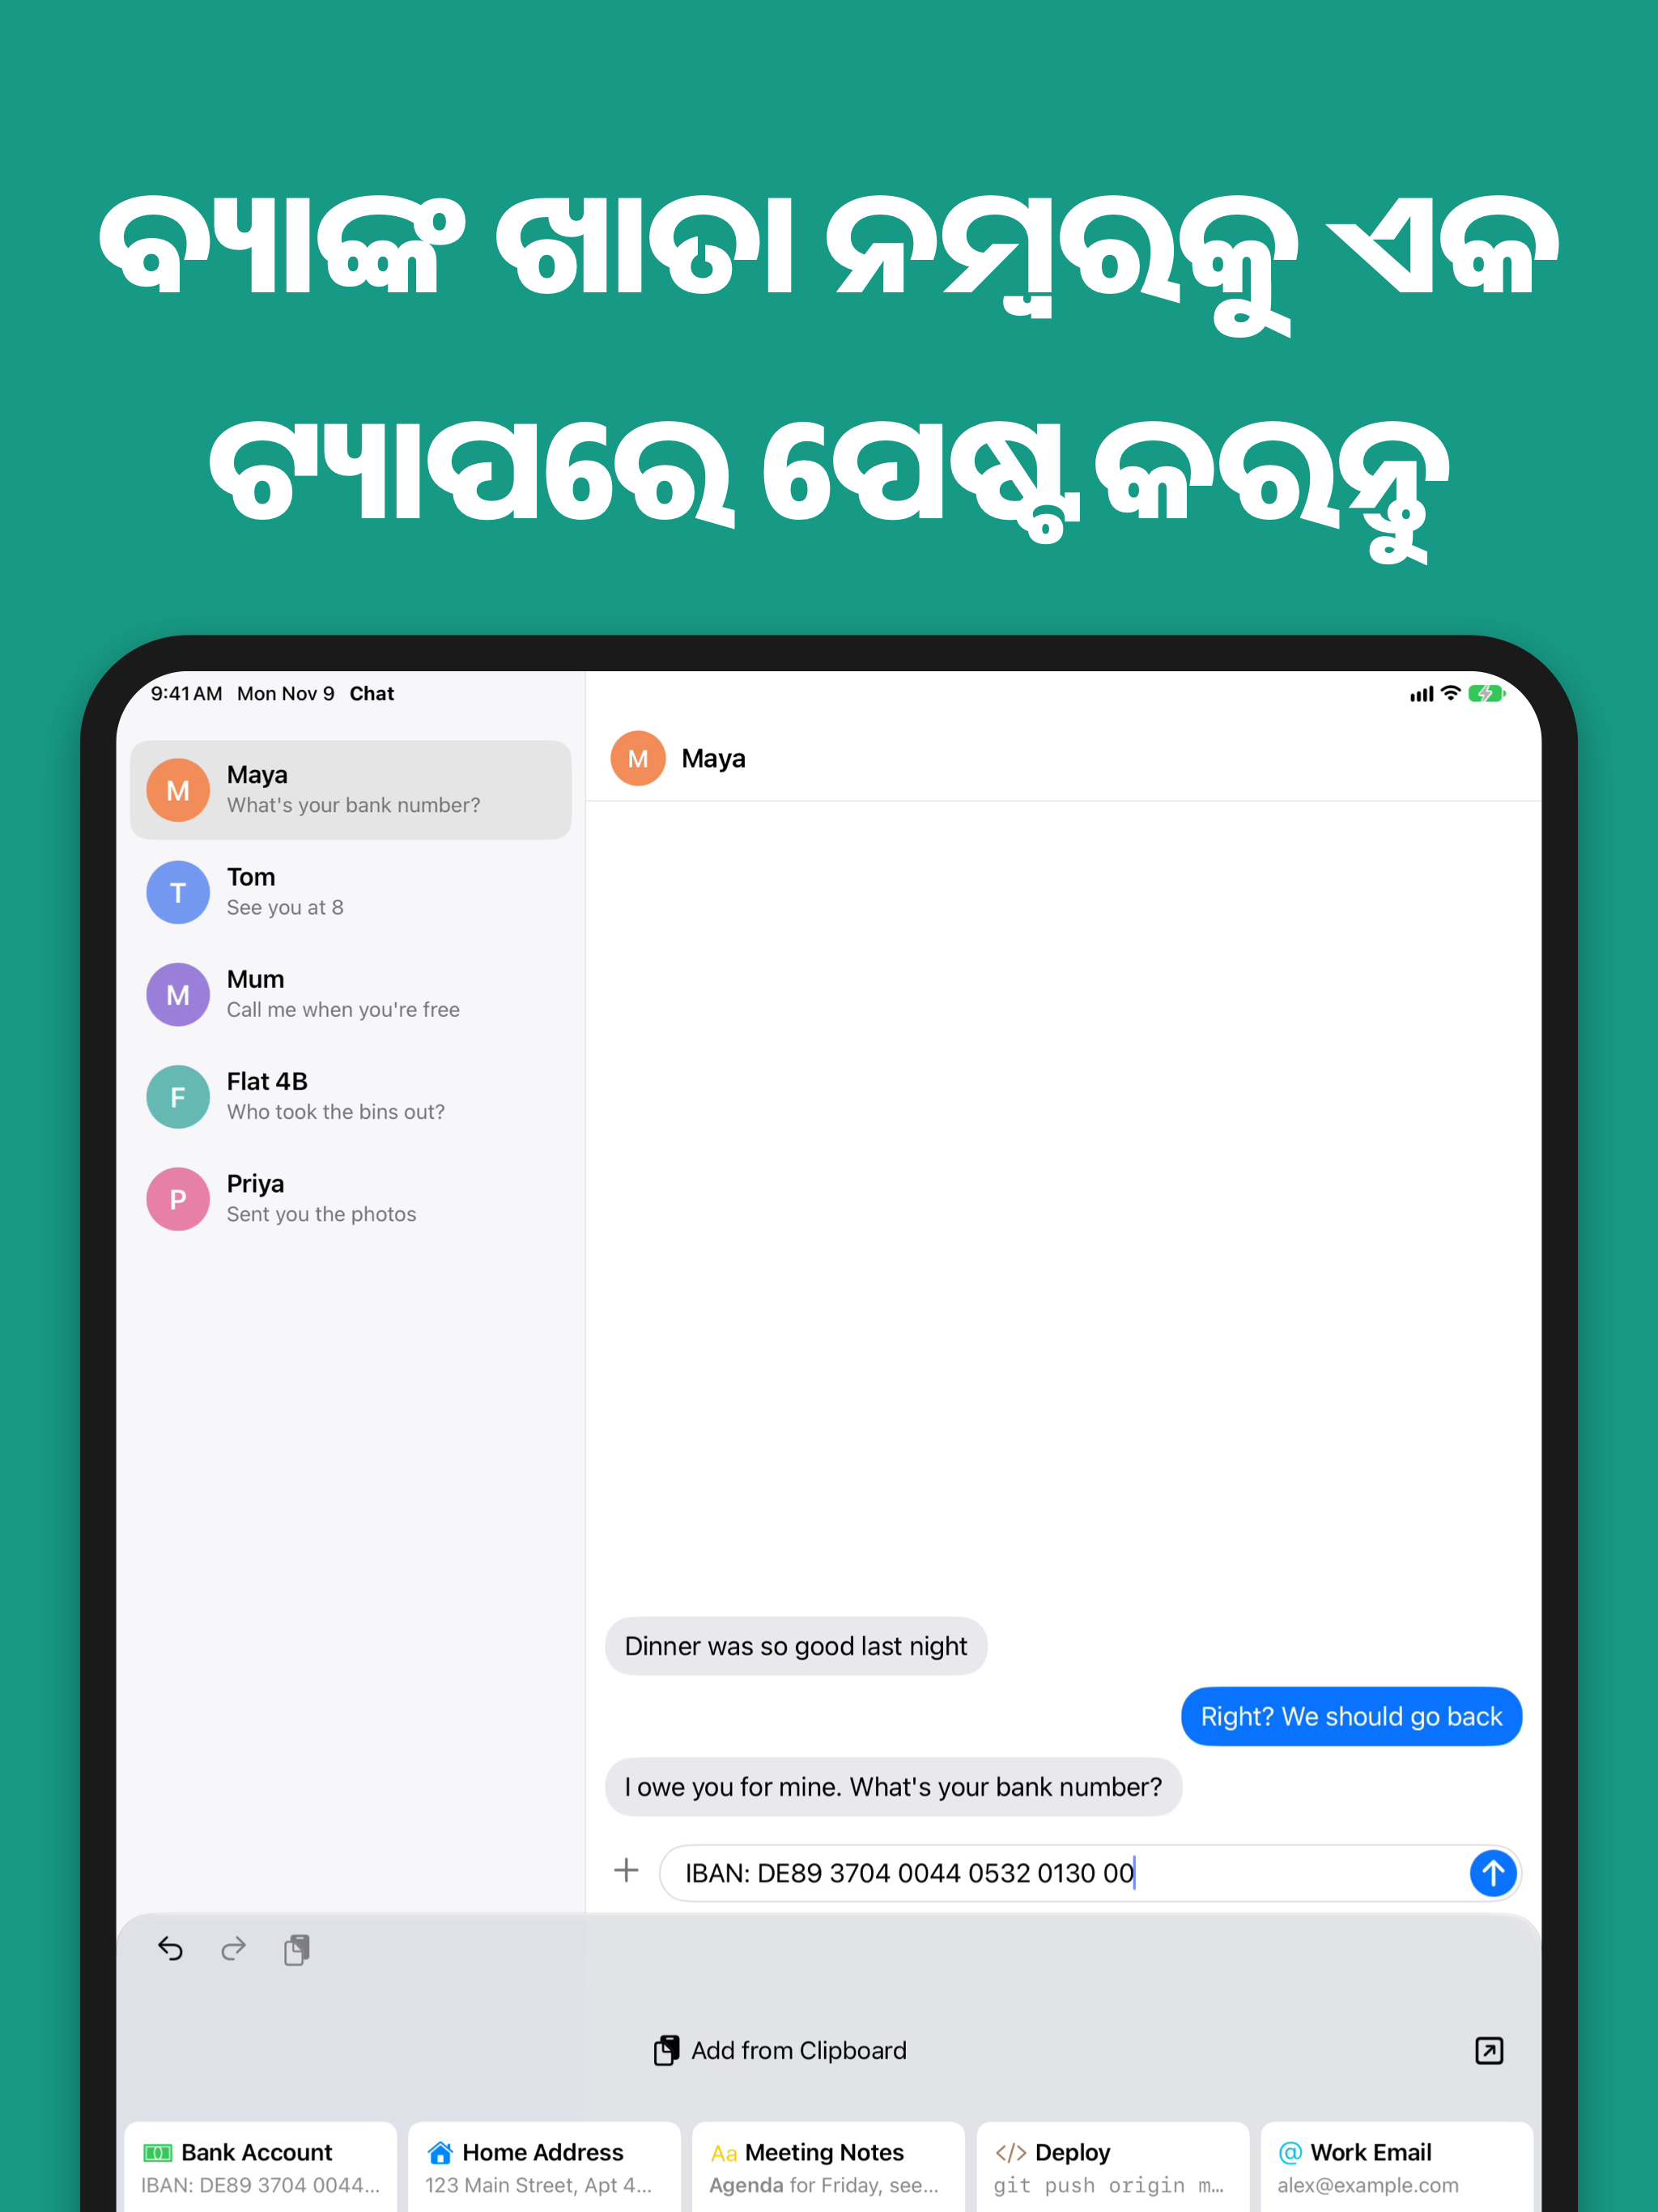 ବ୍ୟାଙ୍କ ଖାତା ନମ୍ବରକୁ ଏକ
ଟ୍ୟାପରେ ପେଷ୍ଟ କରନ୍ତୁ
9:41 AM Mon Nov 9 Chat
M
Maya
What's your bank number?
T
Tom
See you at 8
M
Mum
Call me when you're free
F
Flat 4B
Who took the bins out?
P
Priya
Sent you the photos
M
Maya
Dinner was so good last night
Right? We should go back
I owe you for mine. What's your bank number?
IBAN: DE89 3704 0044 0532 0130 00
Add from Clipboard
Bank Account
IBAN: DE89 3704 0044...
Home Address
123 Main Street, Apt 4...
Aa Meeting Notes
Agenda for Friday, see...
</> Deploy
git push origin m...
@ Work Email
alex@example.com